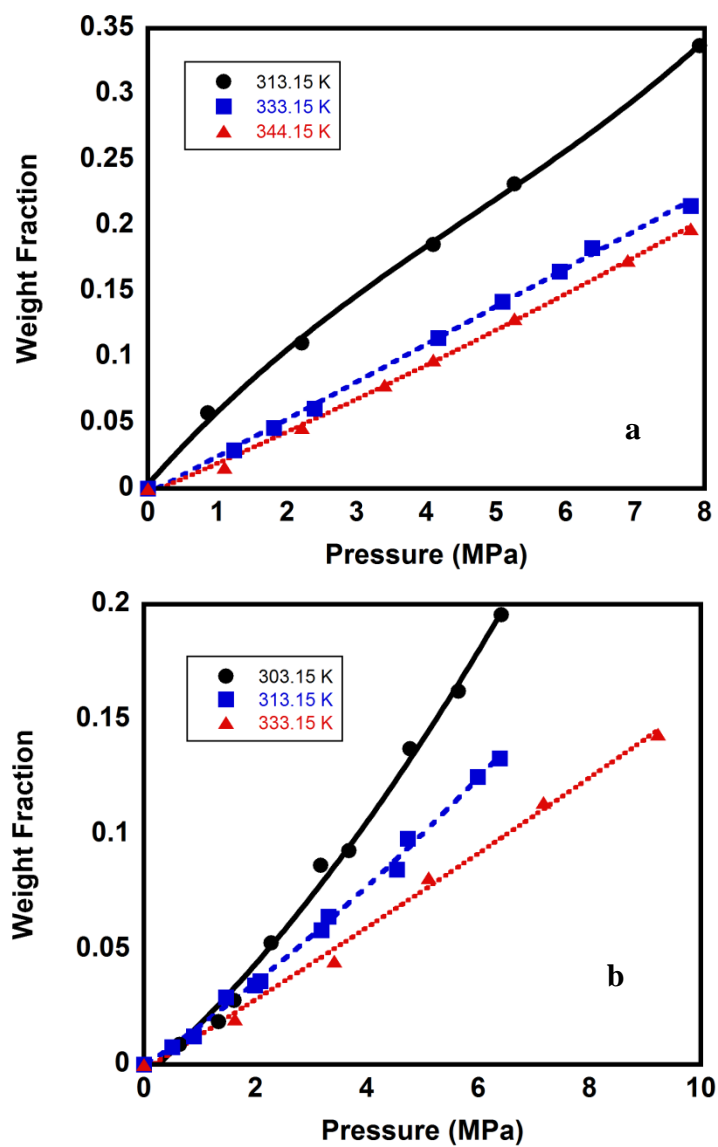 0.35
0.3
0.25
0.2
0.15
0.1
0.05
0
Weight Fraction
313.15 K
333.15 K
344.15 K
a
0 1 2 3 4 5 6 7 8
Pressure (MPa)
0.2
0.15
0.1
0.05
0
Weight Fraction
303.15 K
313.15 K
333.15 K
b
0 2 4 6 8 10
Pressure (MPa)